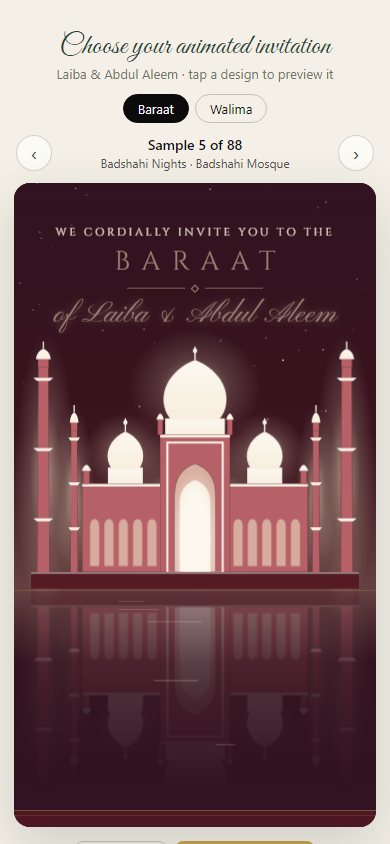 Choose your animated invitation
Laiba & Abdul Aleem · tap a design to preview it
Baraat
Walima
‹
Sample 5 of 88
›
Badshahi Nights · Badshahi Mosque
WE CORDIALLY INVITE YOU TO THE
BARAAT
of Laiba & Abdul Aleem